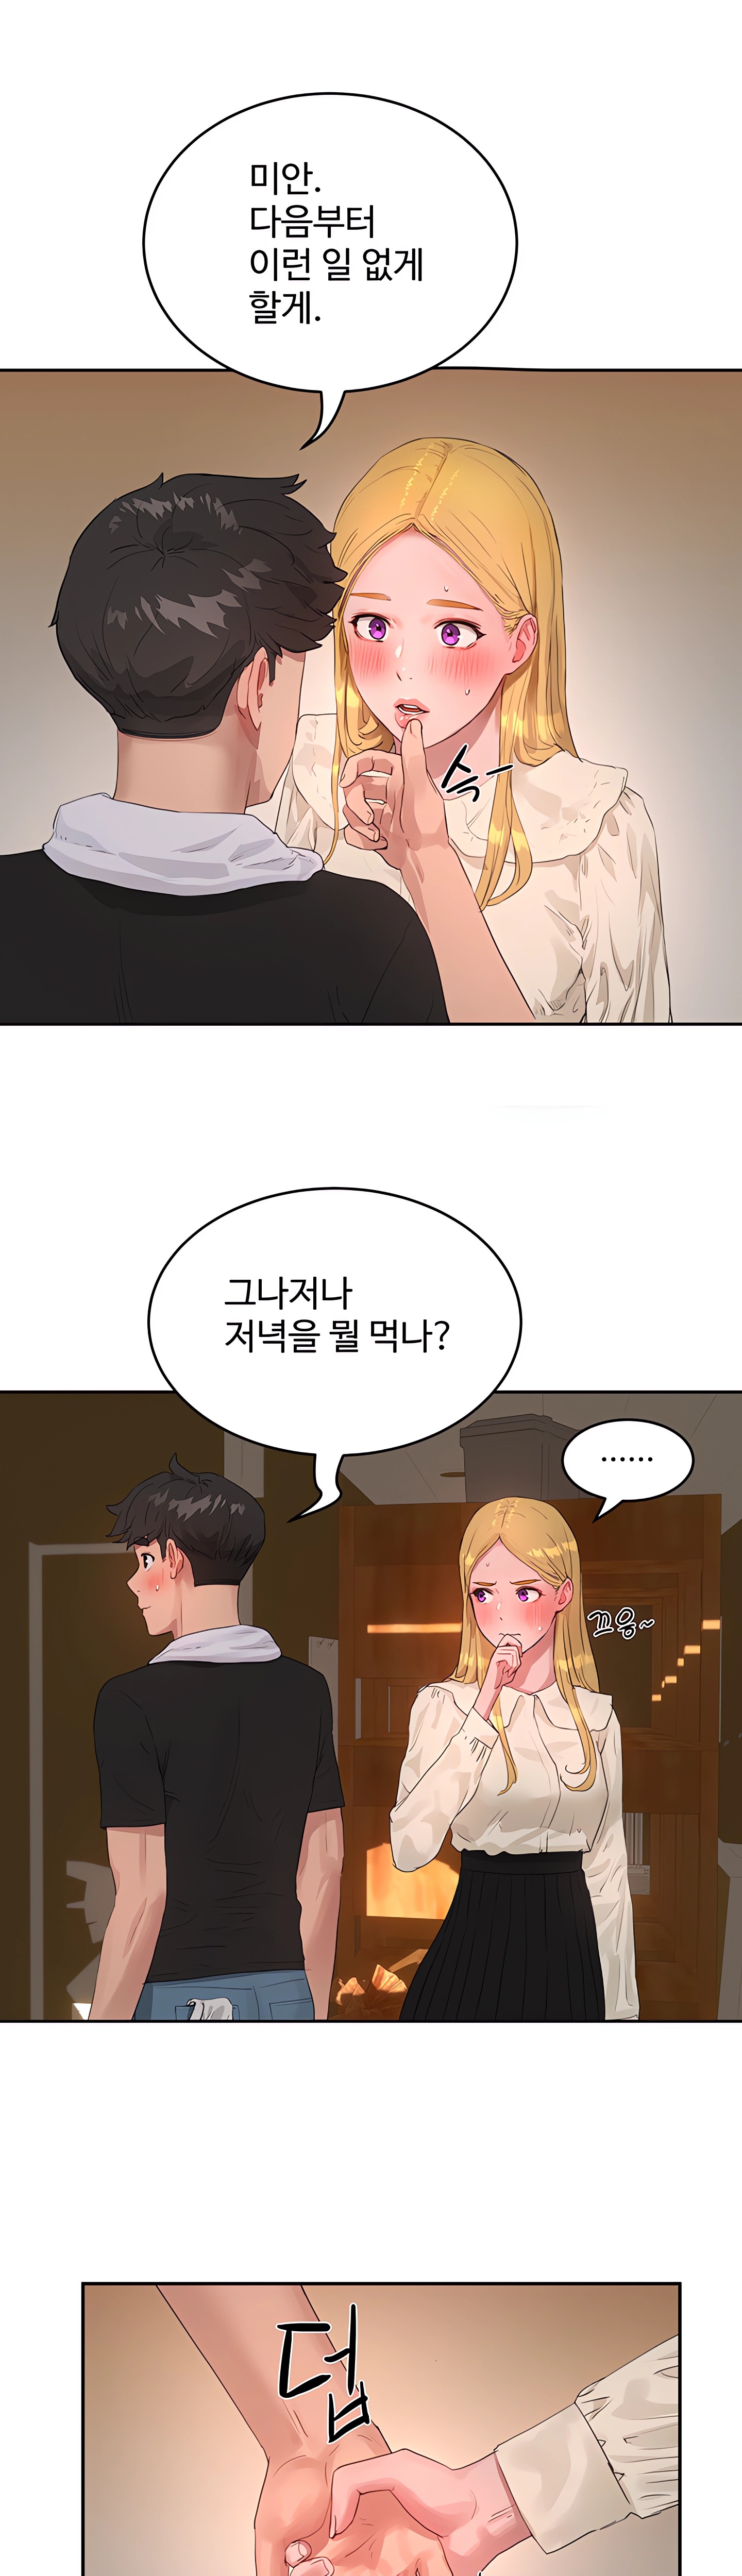 미안.
다음부터
이런 일 없게
할게.
슥-
그나저나
저녁을 뭘 먹나?
......
끄응~
덥